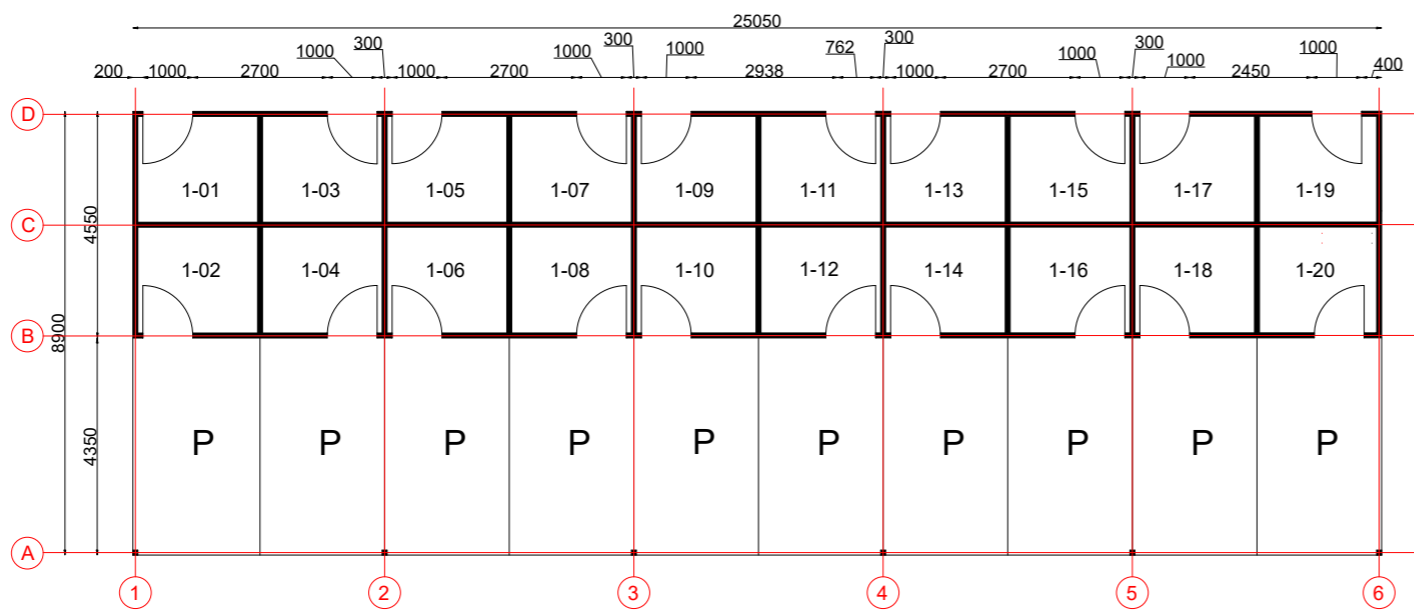 25050
1000 300 1000 300 1000 762 300 1000 300 1000 1000
200 1000 2700 1000 2700 2938 1000 2700 2450 400
D
1-01 1-03 1-05 1-07 1-09 1-11 1-13 1-15 1-17 1-19
C
4550
1-02 1-04 1-06 1-08 1-10 1-12 1-14 1-16 1-18 1-20
B
8900
4350
P P P P P P P P P P
A
1 2 3 4 5 6